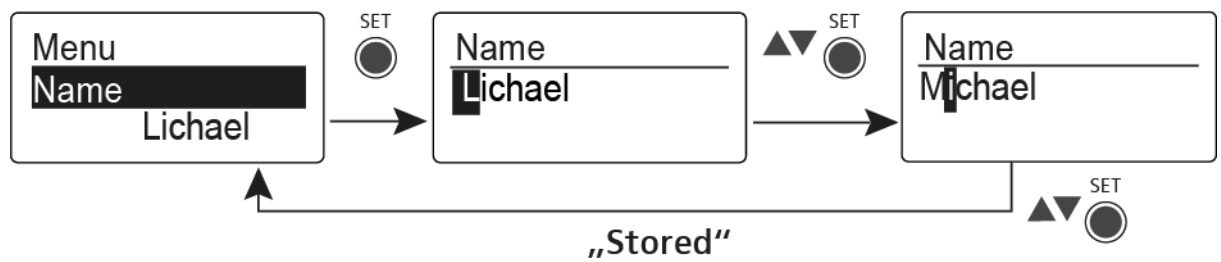 Menu
Name
Lichael
SET
Name
Lichael
SET
Name
Michael
SET
„Stored“